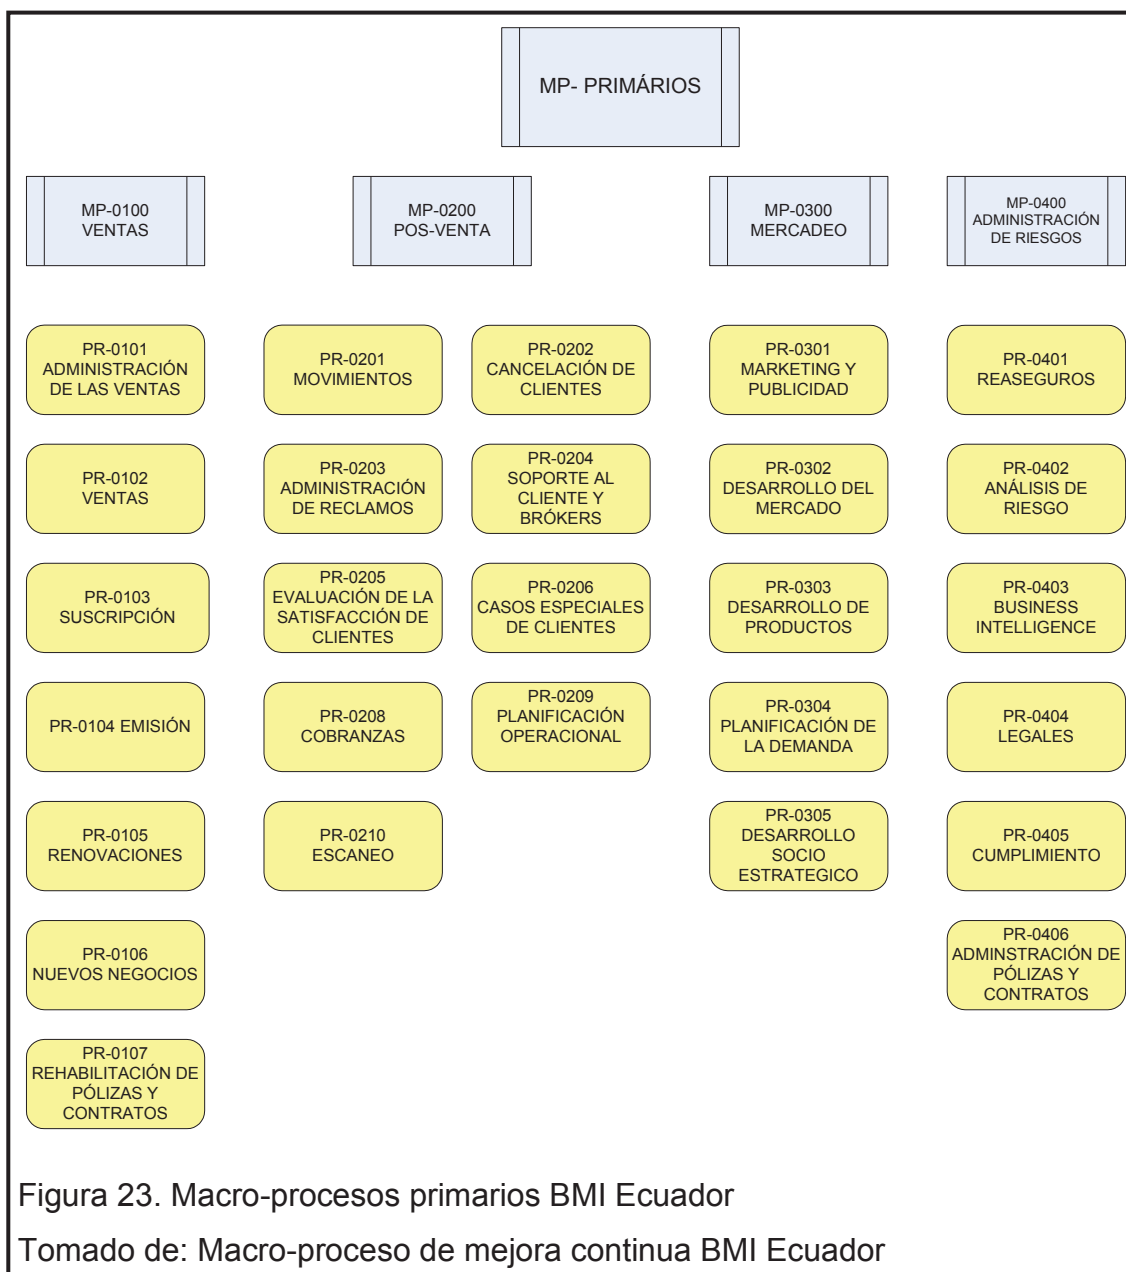 MP- PRIMÁRIOS
MP-0100
VENTAS
MP-0200
POS-VENTA
MP-0300
MERCADEO
MP-0400
ADMINISTRACIÓN
DE RIESGOS
PR-0101
ADMINISTRACIÓN
DE LAS VENTAS
PR-0201
MOVIMIENTOS
PR-0202
CANCELACIÓN DE
CLIENTES
PR-0301
MARKETING Y
PUBLICIDAD
PR-0401
REASEGUROS
PR-0102
VENTAS
PR-0203
ADMINISTRACIÓN
DE RECLAMOS
PR-0204
SOPORTE AL
CLIENTE Y
BRÓKERS
PR-0302
DESARROLLO DEL
MERCADO
PR-0402
ANÁLISIS DE
RIESGO
PR-0103
SUSCRIPCIÓN
PR-0205
EVALUACIÓN DE LA
SATISFACCIÓN DE
CLIENTES
PR-0206
CASOS ESPECIALES
DE CLIENTES
PR-0303
DESARROLLO DE
PRODUCTOS
PR-0403
BUSINESS
INTELLIGENCE
PR-0104 EMISIÓN
PR-0208
COBRANZAS
PR-0209
PLANIFICACIÓN
OPERACIONAL
PR-0304
PLANIFICACIÓN DE
LA DEMANDA
PR-0404
LEGALES
PR-0105
RENOVACIONES
PR-0210
ESCANEO
PR-0305
DESARROLLO
SOCIO
ESTRATEGICO
PR-0405
CUMPLIMIENTO
PR-0106
NUEVOS NEGOCIOS
PR-0406
ADMINSTRACIÓN DE
PÓLIZAS Y
CONTRATOS
PR-0107
REHABILITACIÓN DE
PÓLIZAS Y
CONTRATOS
Figura 23. Macro-procesos primarios BMI Ecuador
Tomado de: Macro-proceso de mejora continua BMI Ecuador